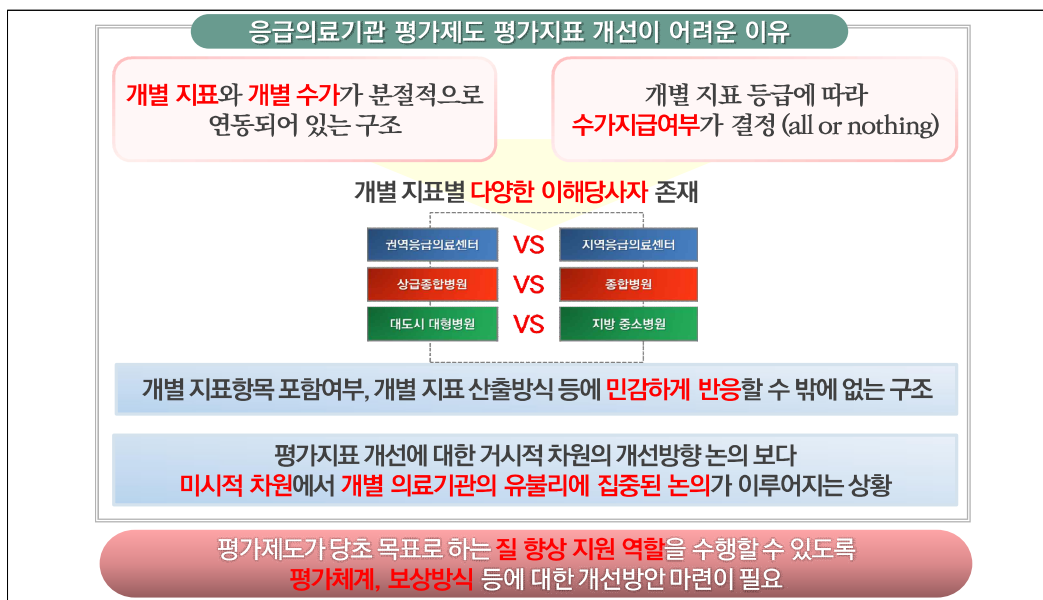 응급의료기관 평가제도 평가지표 개선이 어려운 이유
개별 지표와 개별 수가가 분절적으로
연동되어 있는 구조
개별 지표 등급에 따라
수가지급여부가 결정 (all or nothing)
개별 지표별 다양한 이해당사자 존재
권역응급의료센터 VS 지역응급의료센터
상급종합병원 VS 종합병원
대도시 대형병원 VS 지방 중소병원
개별 지표항목 포함여부, 개별 지표 산출방식 등에 민감하게 반응할 수 밖에 없는 구조
평가지표 개선에 대한 거시적 차원의 개선방향 논의 보다
미시적 차원에서 개별 의료기관의 유불리에 집중된 논의가 이루어지는 상황
평가제도가 당초 목표로 하는 질 향상 지원 역할을 수행할 수 있도록
평가체계, 보상방식 등에 대한 개선방안 마련이 필요